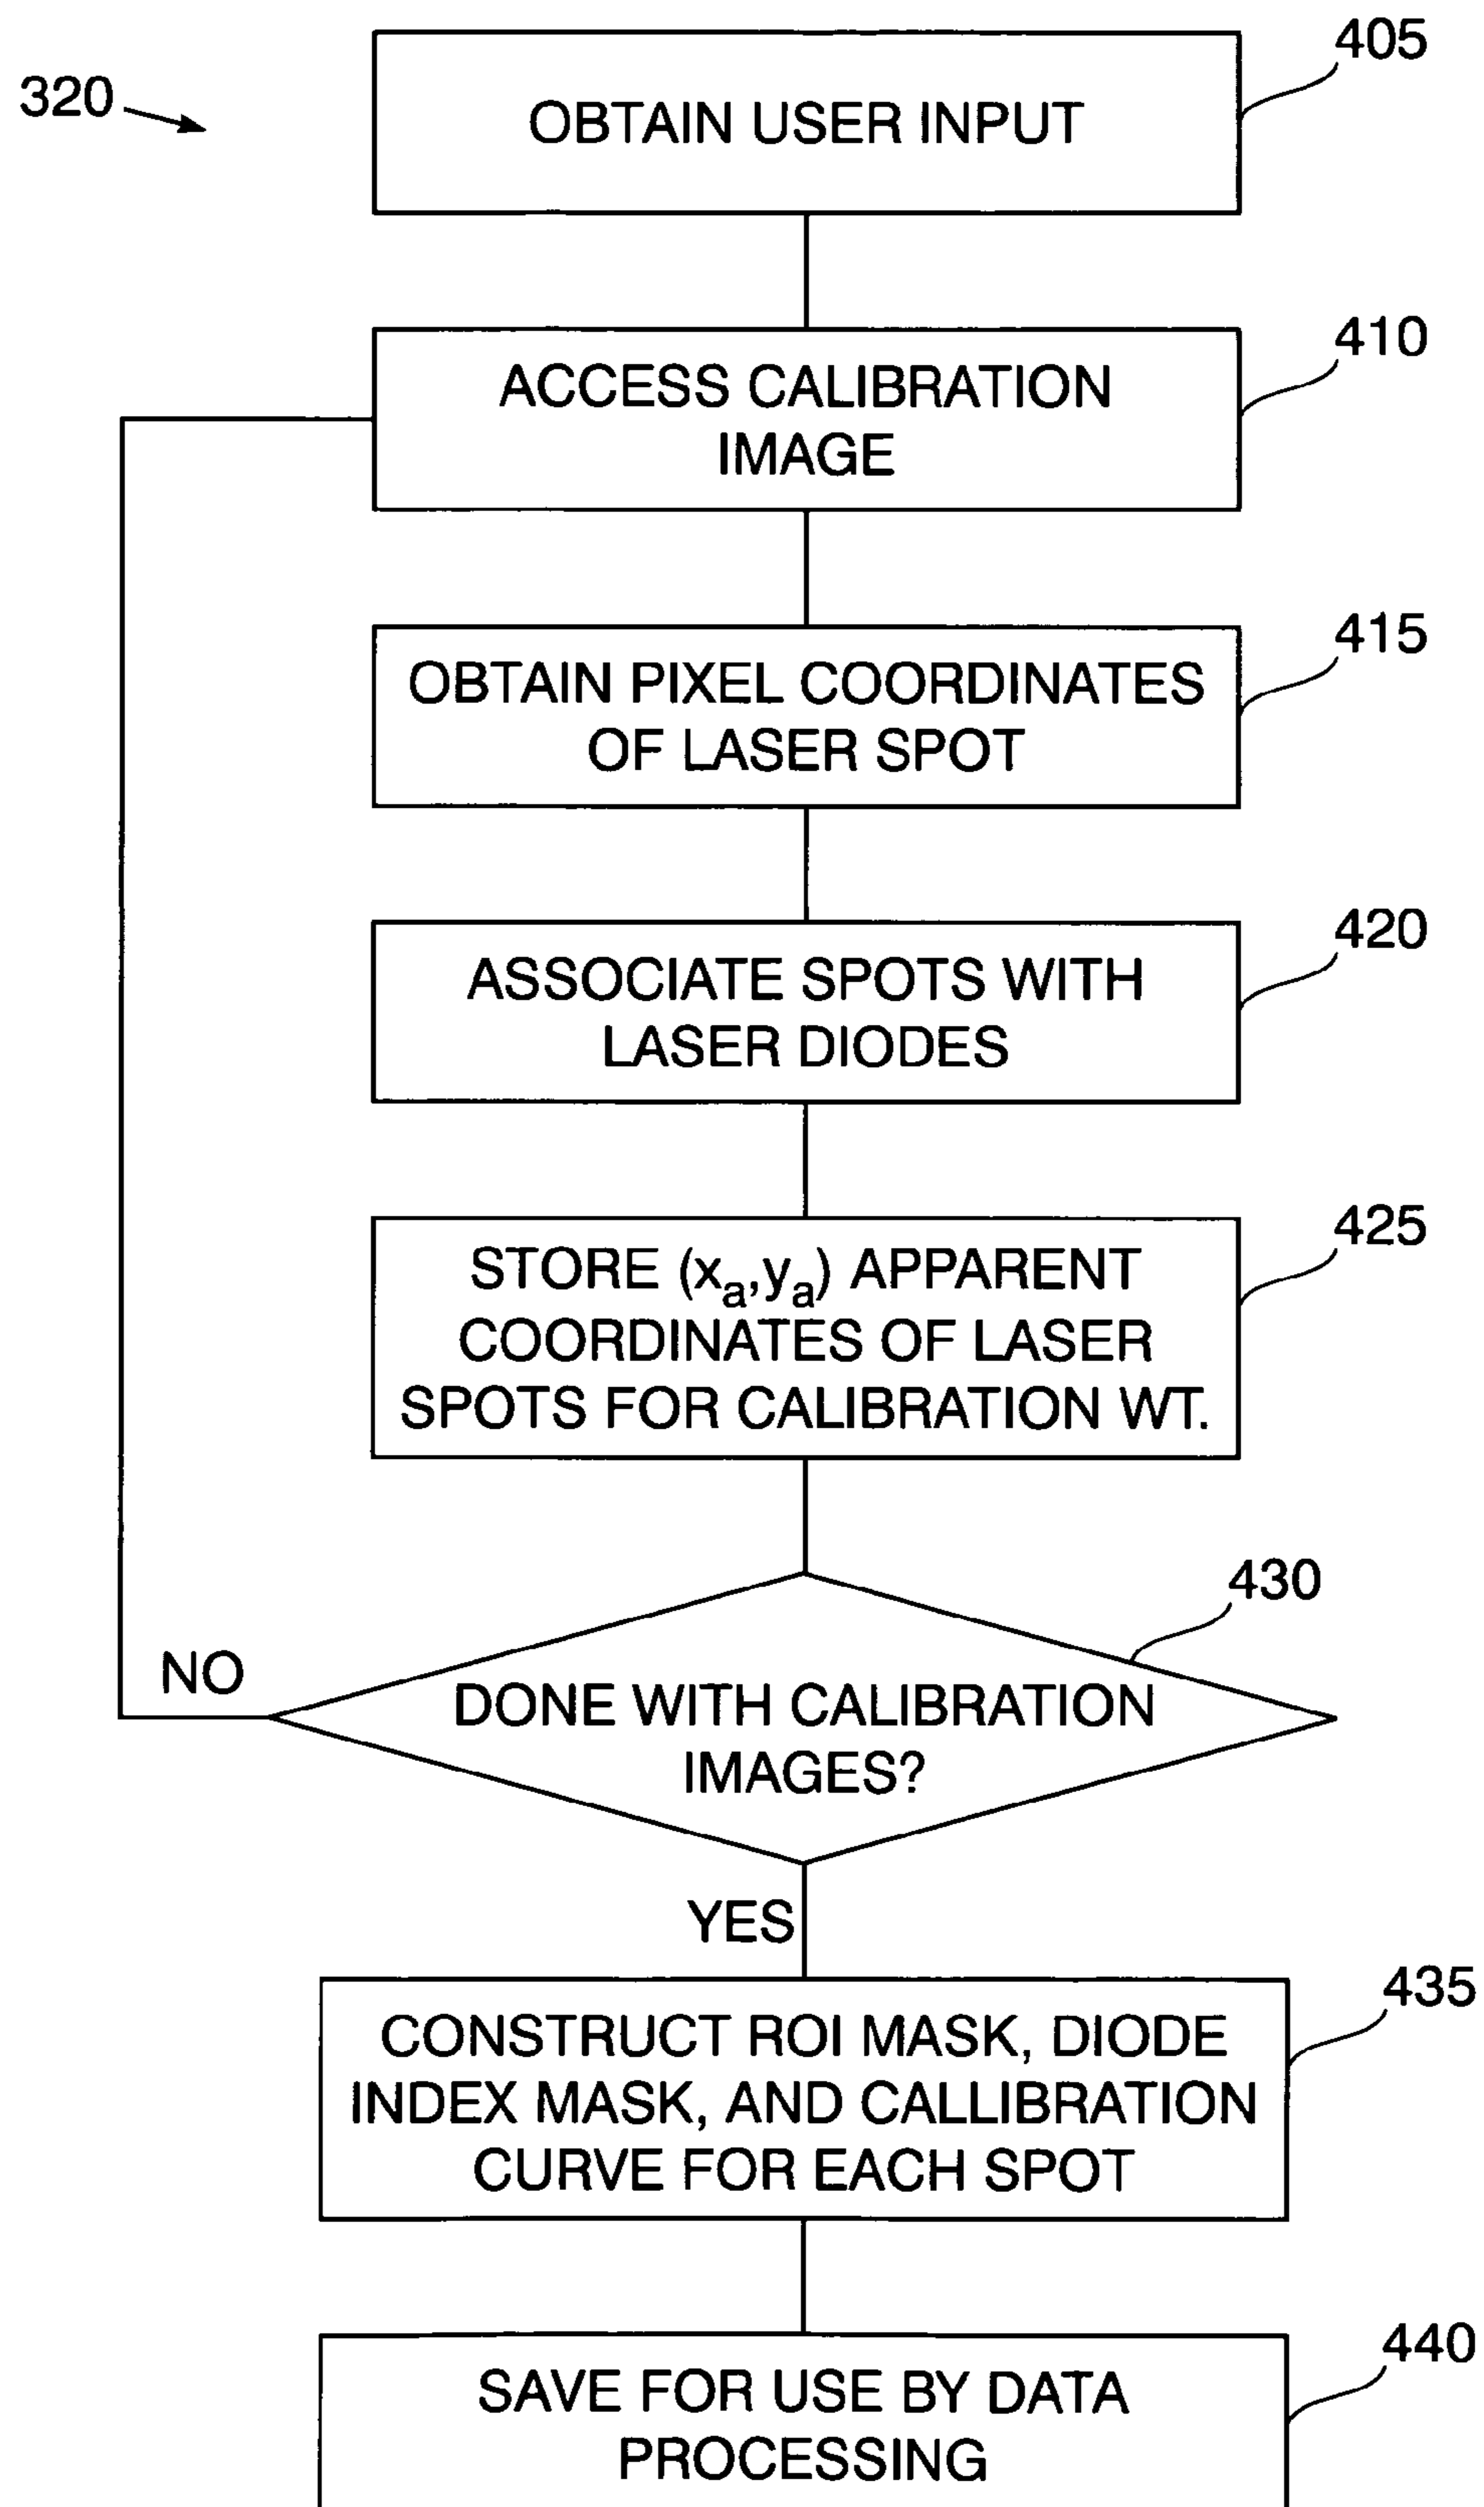 320
405
OBTAIN USER INPUT
410
ACCESS CALIBRATION
IMAGE
415
OBTAIN PIXEL COORDINATES
OF LASER SPOT
420
ASSOCIATE SPOTS WITH
LASER DIODES
425
STORE (xa,ya) APPARENT
COORDINATES OF LASER
SPOTS FOR CALIBRATION WT.
430
NO
DONE WITH CALIBRATION
IMAGES?
YES
435
CONSTRUCT ROI MASK, DIODE
INDEX MASK, AND CALLIBRATION
CURVE FOR EACH SPOT
440
SAVE FOR USE BY DATA
PROCESSING